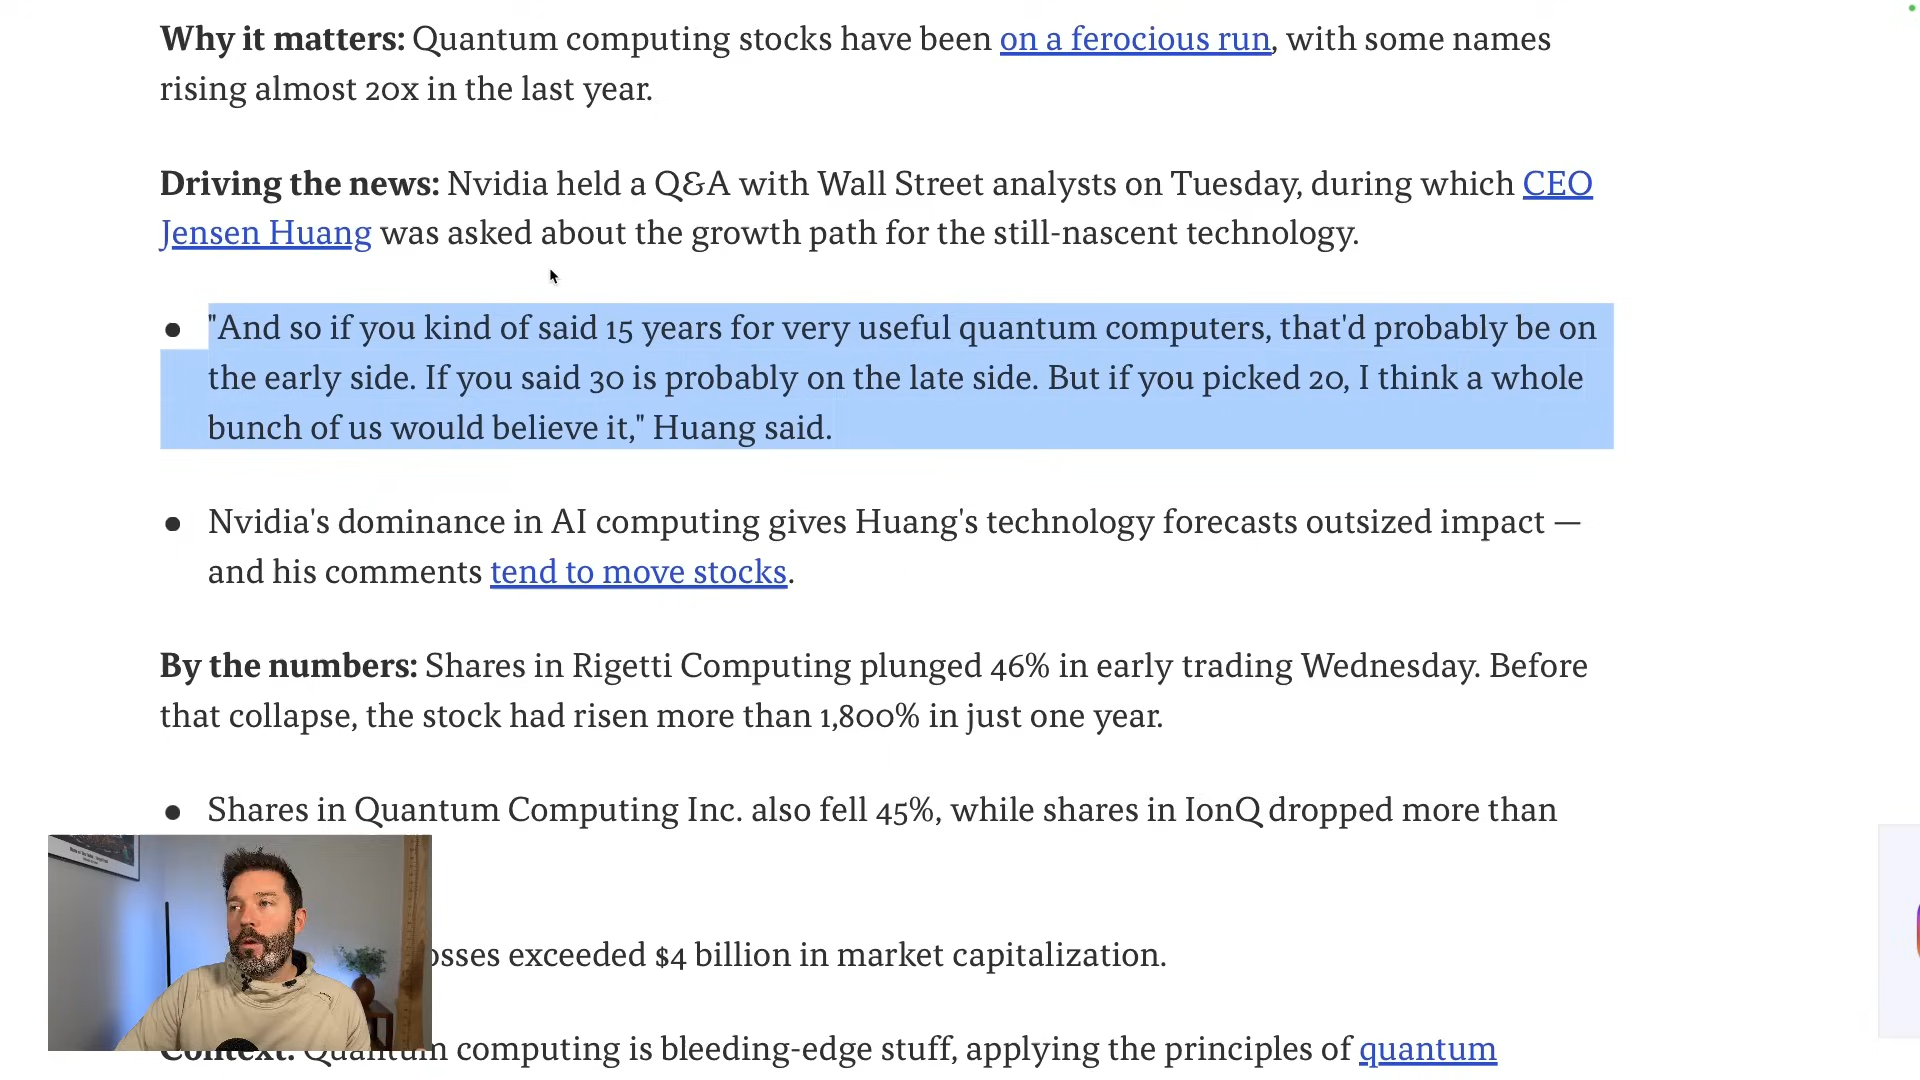 Why it matters: Quantum computing stocks have been on a ferocious run, with some names
rising almost 20x in the last year.
Driving the news: Nvidia held a Q&A with Wall Street analysts on Tuesday, during which CEO
Jensen Huang was asked about the growth path for the still-nascent technology.
● "And so if you kind of said 15 years for very useful quantum computers, that'd probably be on
the early side. If you said 30 is probably on the late side. But if you picked 20, I think a whole
bunch of us would believe it," Huang said.
● Nvidia's dominance in AI computing gives Huang's technology forecasts outsized impact —
and his comments tend to move stocks.
By the numbers: Shares in Rigetti Computing plunged 46% in early trading Wednesday. Before
that collapse, the stock had risen more than 1,800% in just one year.
● Shares in Quantum Computing Inc. also fell 45%, while shares in IonQ dropped more than
osses exceeded $4 billion in market capitalization.
Context: Quantum computing is bleeding-edge stuff, applying the principles of quantum